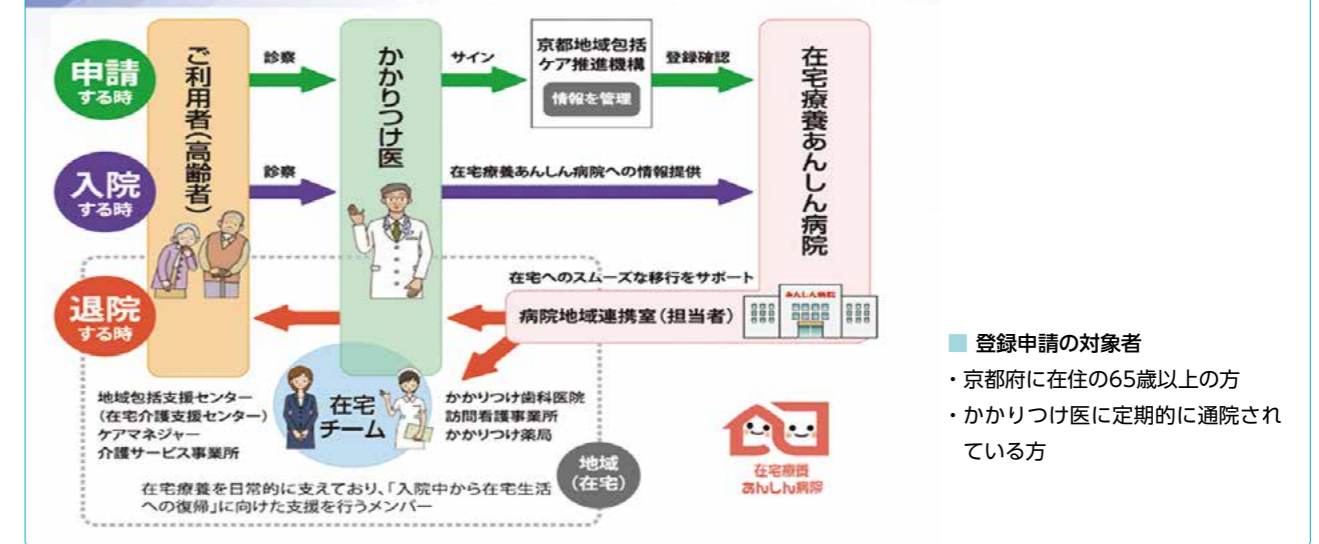 申請
する時
ご利用者(高齢者)
診察
かかりつけ医
サイン
京都地域包括
ケア推進機構
情報を管理
登録確認
在宅療養あんしん病院
入院
する時
診察
在宅療養あんしん病院への情報提供
退院
する時
在宅へのスムーズな移行をサポート
病院地域連携室(担当者)
あんしん病院
地域包括支援センター
(在宅介護支援センター)
ケアマネジャー
介護サービス事業所
在宅
チーム
かかりつけ歯科医院
訪問看護事業所
かかりつけ薬局
地域
(在宅)
在宅療養を日常的に支えており、「入院中から在宅生活
への復帰」に向けた支援を行うメンバー
在宅療養
あんしん病院
■ 登録申請の対象者
・京都府に在住の65歳以上の方
・かかりつけ医に定期的に通院され
ている方